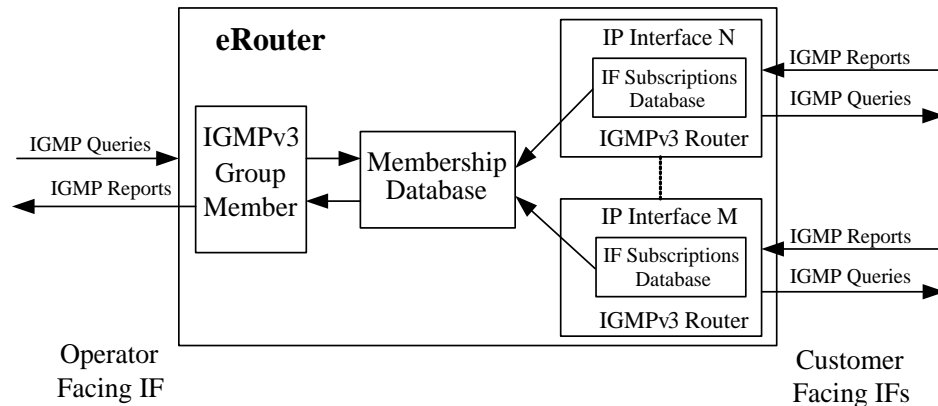 eRouter
IP Interface N
IF Subscriptions
Database
IGMPv3 Router
IGMP Reports
IGMP Queries
IGMP Queries
IGMP Reports
IGMPv3
Group
Member
Membership
Database
IP Interface M
IF Subscriptions
Database
IGMPv3 Router
IGMP Reports
IGMP Queries
Operator
Facing IF
Customer
Facing IFs